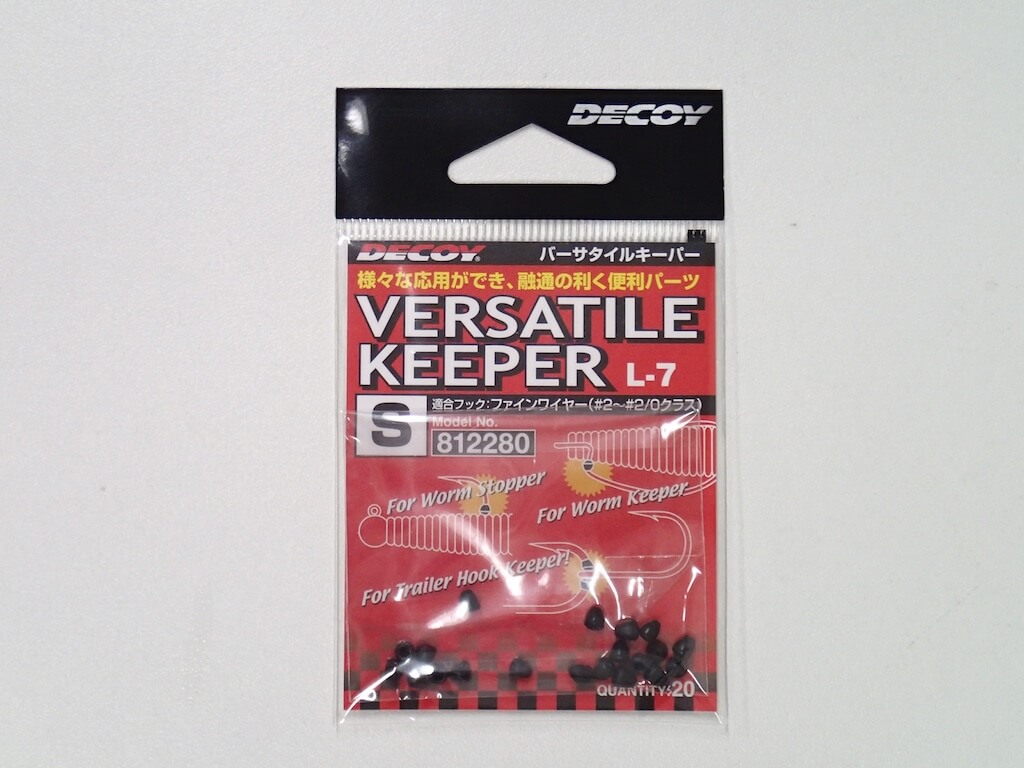 DECOY
DECOY® バーサタイルキーパー
様々な応用ができ、融通の利く便利パーツ
VERSATILE
KEEPER L-7
S 適合フック:ファインワイヤー(#2〜#2/0クラス)
Model No.
812280
For Worm Stopper
For Worm Keeper
For Trailer Hook Keeper!
QUANTITY:20